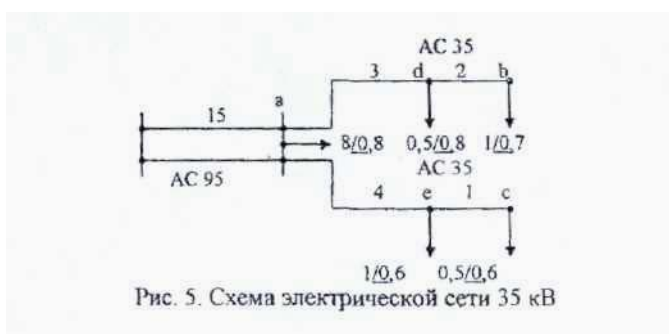 АС 35
3 d 2 b
15 a
8/0,8 0,5/0,8 1/0,7
АС 35
АС 95
4 e 1 c
1/0,6 0,5/0,6
Рис. 5. Схема электрической сети 35 кВ